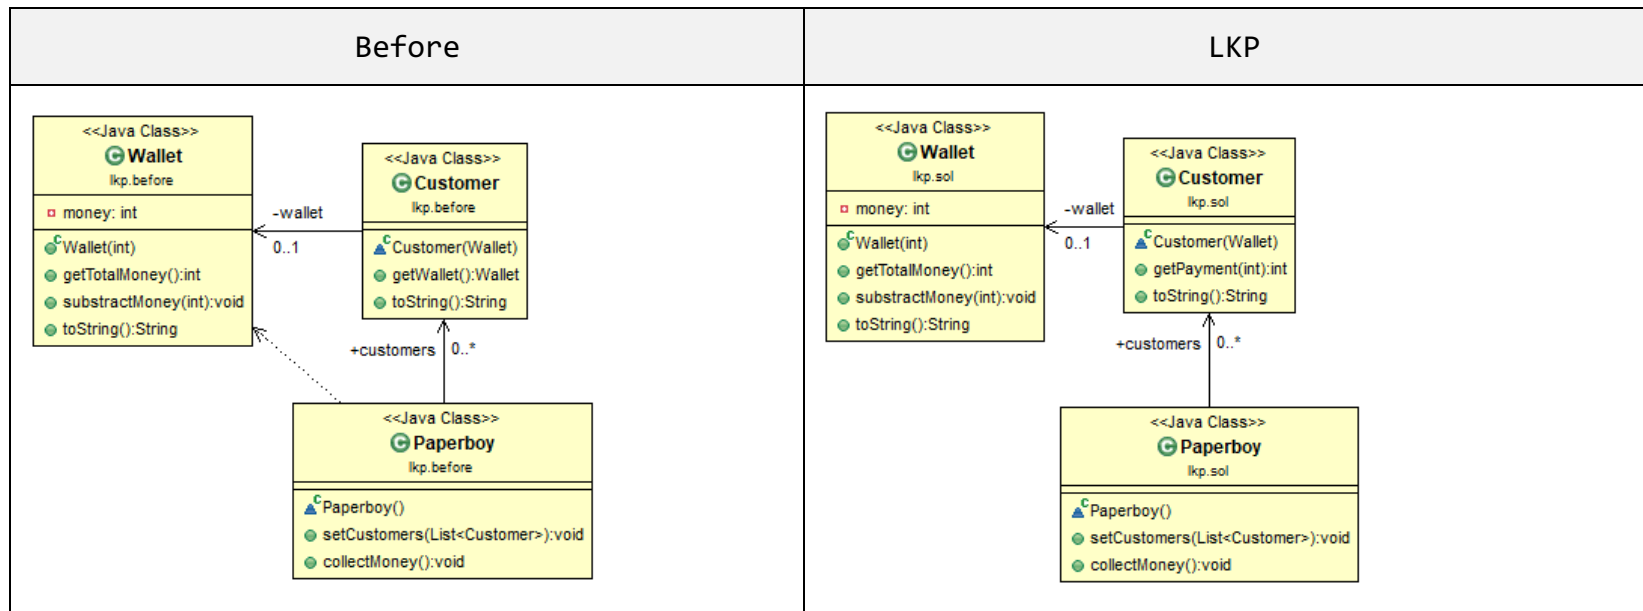 Before
LKP
<<Java Class>>
Wallet
lkp.before
money: int
Wallet(int)
getTotalMoney():int
substractMoney(int):void
toString():String
-wallet
0..1
<<Java Class>>
Customer
lkp.before
Customer(Wallet)
getWallet():Wallet
toString():String
+customers
0..*
<<Java Class>>
Paperboy
lkp.before
Paperboy()
setCustomers(List<Customer>):void
collectMoney():void
<<Java Class>>
Wallet
lkp.sol
money: int
Wallet(int)
getTotalMoney():int
substractMoney(int):void
toString():String
-wallet
0..1
<<Java Class>>
Customer
lkp.sol
Customer(Wallet)
getPayment(int):int
toString():String
+customers
0..*
<<Java Class>>
Paperboy
lkp.sol
Paperboy()
setCustomers(List<Customer>):void
collectMoney():void